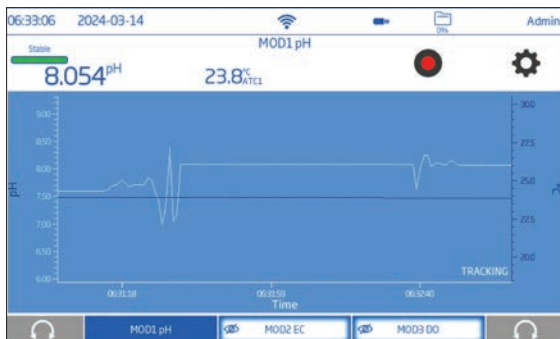 06:33:06 2024-03-14 0% Admin
Stable
MOD1 pH
8.054pH 23.8°C ATC1
9.00
8.50
8.00
7.50
7.00
6.50
6.00
pH
30.0
27.5
25.0
22.5
20.0
°C
TRACKING
06:31:18 06:31:59 06:32:40
Time
MOD1 pH MOD2 EC MOD3 DO